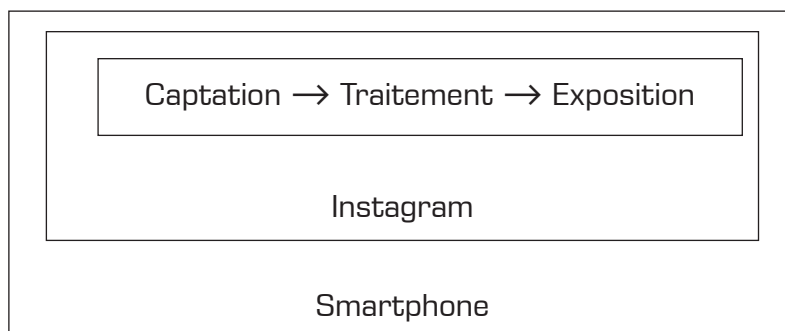 Captation → Traitement → Exposition
Instagram
Smartphone